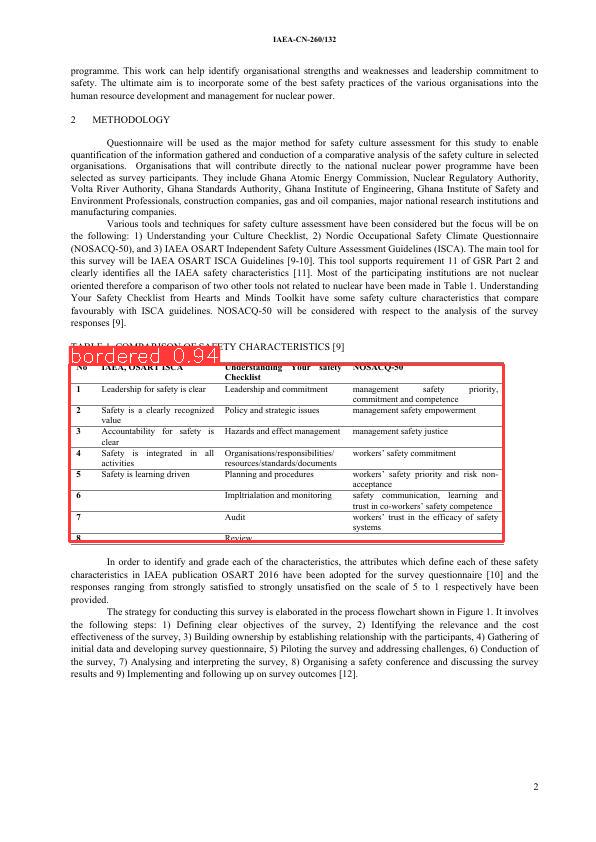 IAEA-CN-260/132
programme. This work can help identify organisational strengths and weaknesses and leadership commitment to
safety. The ultimate aim is to incorporate some of the best safety practices of the various organisations into the
human resource development and management for nuclear power.
2 METHODOLOGY
Questionnaire will be used as the major method for safety culture assessment for this study to enable
quantification of the information gathered and conduction of a comparative analysis of the safety culture in selected
organisations. Organisations that will contribute directly to the national nuclear power programme have been
selected as survey participants. They include Ghana Atomic Energy Commission, Nuclear Regulatory Authority,
Volta River Authority, Ghana Standards Authority, Ghana Institute of Engineering, Ghana Institute of Safety and
Environment Professionals, construction companies, gas and oil companies, major national research institutions and
manufacturing companies.
Various tools and techniques for safety culture assessment have been considered but the focus will be on
the following: 1) Understanding your Culture Checklist, 2) Nordic Occupational Safety Climate Questionnaire
(NOSACQ-50), and 3) IAEA OSART Independent Safety Culture Assessment Guidelines (ISCA). The main tool for
this survey will be IAEA OSART ISCA Guidelines [9-10]. This tool supports requirement 11 of GSR Part 2 and
clearly identifies all the IAEA safety characteristics [11]. Most of the participating institutions are not nuclear
oriented therefore a comparison of two other tools not related to nuclear have been made in Table 1. Understanding
Your Safety Checklist from Hearts and Minds Toolkit have some safety culture characteristics that compare
favourably with ISCA guidelines. NOSACQ-50 will be considered with respect to the analysis of the survey
responses [9].
TABLE 1. COMPARISON OF SAFETY CHARACTERISTICS [9]
bordered 0.94
No IAEA, OSART ISCA Understanding Your safety NOSACQ-50
Checklist
1 Leadership for safety is clear Leadership and commitment management safety priority,
commitment and competence
2 Safety is a clearly recognized Policy and strategic issues management safety empowerment
value
3 Accountability for safety is Hazards and effect management management safety justice
clear
4 Safety is integrated in all Organisations/responsibilities/ workers' safety commitment
activities resources/standards/documents
5 Safety is learning driven Planning and procedures workers' safety priority and risk non-
acceptance
6 Impltrialation and monitoring safety communication, learning and
trust in co-workers' safety competence
7 Audit workers' trust in the efficacy of safety
systems
8 Review
In order to identify and grade each of the characteristics, the attributes which define each of these safety
characteristics in IAEA publication OSART 2016 have been adopted for the survey questionnaire [10] and the
responses ranging from strongly satisfied to strongly unsatisfied on the scale of 5 to 1 respectively have been
provided.
The strategy for conducting this survey is elaborated in the process flowchart shown in Figure 1. It involves
the following steps: 1) Defining clear objectives of the survey, 2) Identifying the relevance and the cost
effectiveness of the survey, 3) Building ownership by establishing relationship with the participants, 4) Gathering of
initial data and developing survey questionnaire, 5) Piloting the survey and addressing challenges, 6) Conduction of
the survey, 7) Analysing and interpreting the survey, 8) Organising a safety conference and discussing the survey
results and 9) Implementing and following up on survey outcomes [12].
2